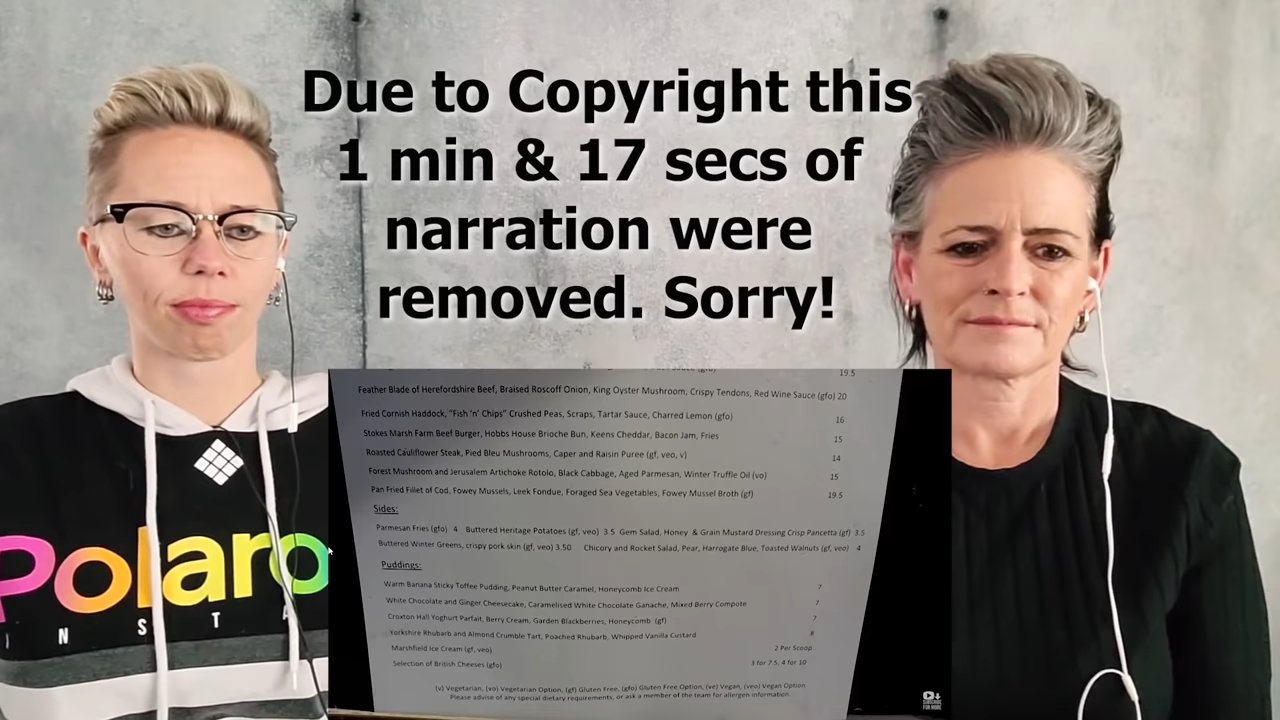 Due to Copyright this
1 min & 17 secs of
narration were
removed. Sorry!
19.5
Feather Blade of Herefordshire Beef, Braised Roscoff Onion, King Oyster Mushroom, Crispy Tendons, Red Wine Sauce (gfo) 20
Fried Cornish Haddock, "Fish 'n' Chips" Crushed Peas, Scraps, Tartar Sauce, Charred Lemon (gfo) 16
Stokes Marsh Farm Beef Burger, Hobbs House Brioche Bun, Keens Cheddar, Bacon Jam, Fries 15
Roasted Cauliflower Steak, Pied Bleu Mushrooms, Caper and Raisin Puree (gf, veo, v) 14
Forest Mushroom and Jerusalem Artichoke Rotolo, Black Cabbage, Aged Parmesan, Winter Truffle Oil (vo) 15
Pan Fried Fillet of Cod, Fowey Mussels, Leek Fondue, Foraged Sea Vegetables, Fowey Mussel Broth (gf) 19.5
Sides:
Parmesan Fries (gfo) 4 Buttered Heritage Potatoes (gf, veo) 3.5 Gem Salad, Honey & Grain Mustard Dressing Crisp Pancetta (gf) 3.5
Buttered Winter Greens, crispy pork skin (gf, veo) 3.50 Chicory and Rocket Salad, Pear, Harrogate Blue, Toasted Walnuts (gf, veo) 4
Puddings:
Warm Banana Sticky Toffee Pudding, Peanut Butter Caramel, Honeycomb Ice Cream 7
White Chocolate and Ginger Cheesecake, Caramelised White Chocolate Ganache, Mixed Berry Compote 7
Croxton Hall Yoghurt Parfait, Berry Cream, Garden Blackberries, Honeycomb (gf) 7
Yorkshire Rhubarb and Almond Crumble Tart, Poached Rhubarb, Whipped Vanilla Custard 8
Marshfield Ice Cream (gf, veo) 2 Per Scoop
Selection of British Cheeses (gfo) 3 for 7.5, 4 for 10
(v) Vegetarian, (vo) Vegetarian Option, (gf) Gluten Free, (gfo) Gluten Free Option, (ve) Vegan, (veo) Vegan Option
Please advise of any special dietary requirements, or ask a member of the team for allergen information.
Polaro
I N S T A
SUBSCRIBE
FOR MORE